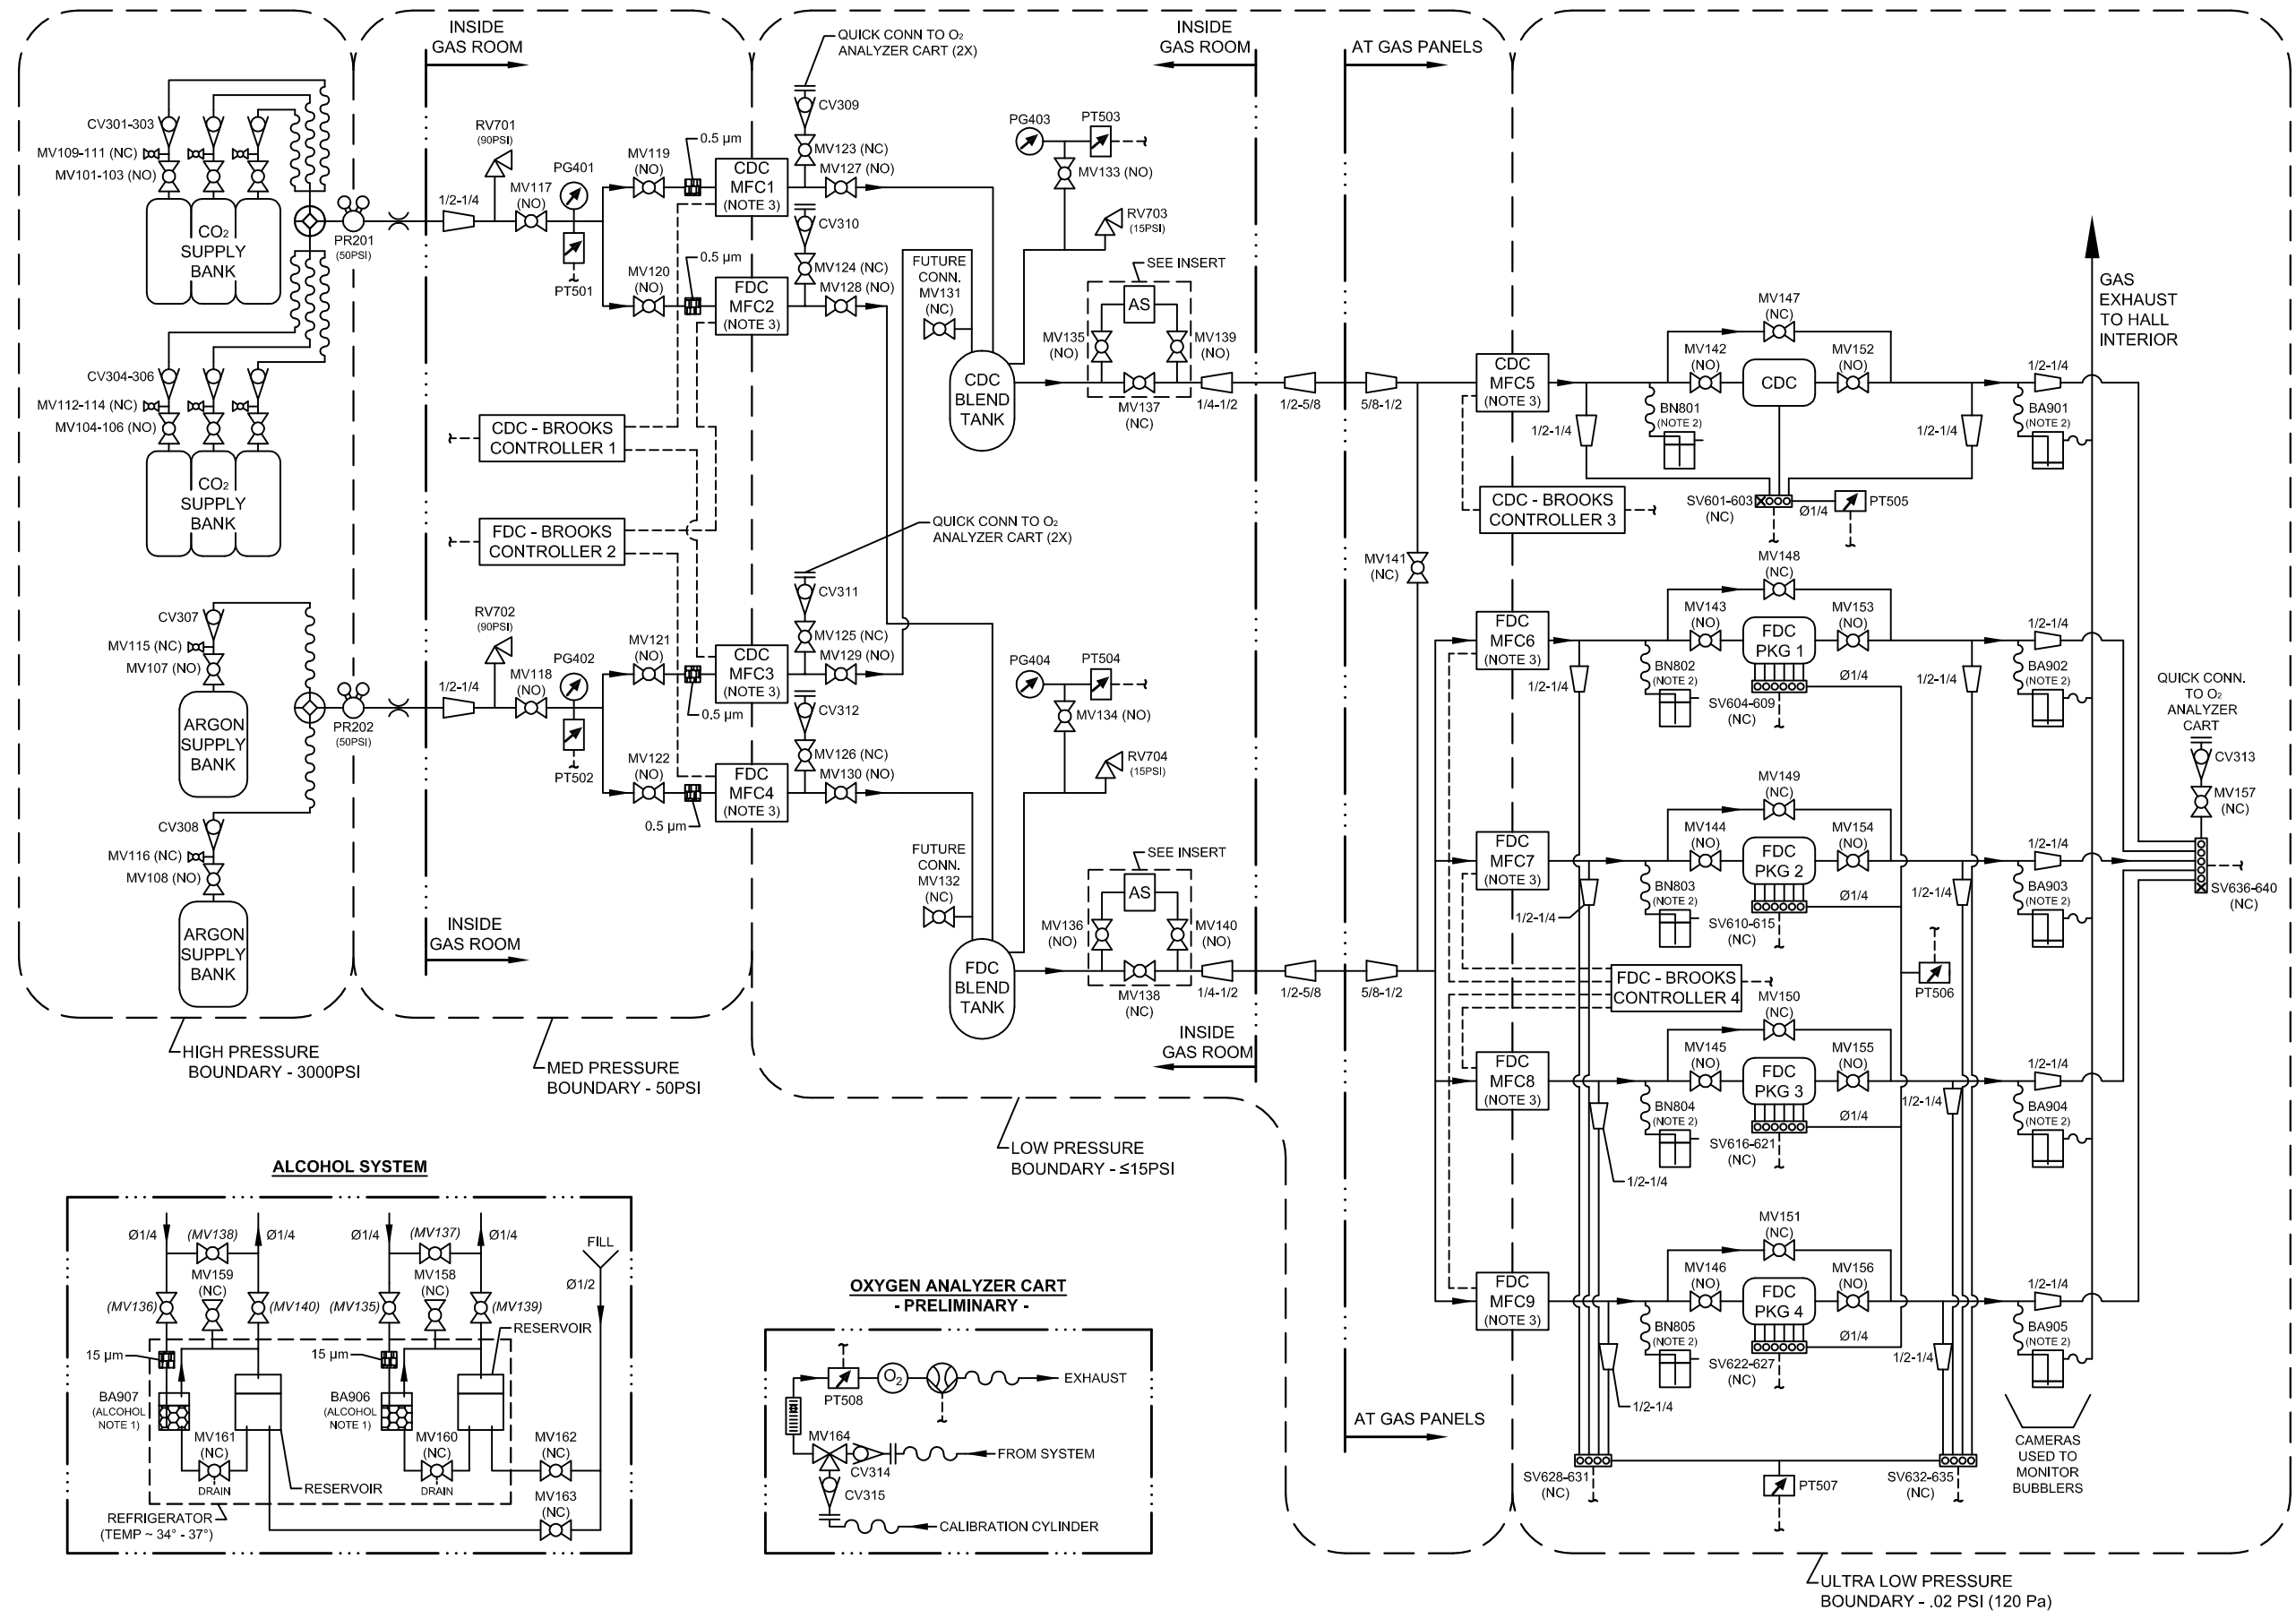 INSIDE
GAS ROOM
QUICK CONN TO O₂
ANALYZER CART (2X)
INSIDE
GAS ROOM
AT GAS PANELS
CV301-303
MV109-111 (NC)
MV101-103 (NO)
CO₂
SUPPLY
BANK
PR201
(50PSI)
1/2-1/4
RV701
(90PSI)
MV117
(NO)
PG401
PT501
MV119
(NO)
0.5 µm
CDC
MFC1
(NOTE 3)
CV309
MV123 (NC)
MV127 (NO)
MV120
(NO)
0.5 µm
FDC
MFC2
(NOTE 3)
CV310
MV124 (NC)
MV128 (NO)
PG403
PT503
MV133 (NO)
RV703
(15PSI)
FUTURE
CONN.
MV131
(NC)
SEE INSERT
AS
MV135
(NO)
MV139
(NO)
MV137
(NC)
CDC
BLEND
TANK
1/4-1/2
1/2-5/8
5/8-1/2
CV304-306
MV112-114 (NC)
MV104-106 (NO)
CO₂
SUPPLY
BANK
CDC - BROOKS
CONTROLLER 1
FDC - BROOKS
CONTROLLER 2
QUICK CONN TO O₂
ANALYZER CART (2X)
CV307
MV115 (NC)
MV107 (NO)
ARGON
SUPPLY
BANK
PR202
(50PSI)
1/2-1/4
RV702
(90PSI)
MV118
(NO)
PG402
PT502
MV121
(NO)
0.5 µm
CDC
MFC3
(NOTE 3)
CV311
MV125 (NC)
MV129 (NO)
MV122
(NO)
0.5 µm
FDC
MFC4
(NOTE 3)
CV312
MV126 (NC)
MV130 (NO)
PG404
PT504
MV134 (NO)
RV704
(15PSI)
FUTURE
CONN.
MV132
(NC)
SEE INSERT
AS
MV136
(NO)
MV140
(NO)
MV138
(NC)
FDC
BLEND
TANK
1/4-1/2
1/2-5/8
5/8-1/2
MV141
(NC)
CV308
MV116 (NC)
MV108 (NO)
ARGON
SUPPLY
BANK
INSIDE
GAS ROOM
INSIDE
GAS ROOM
HIGH PRESSURE
BOUNDARY - 3000PSI
MED PRESSURE
BOUNDARY - 50PSI
LOW PRESSURE
BOUNDARY - ≤15PSI
CDC
MFC5
(NOTE 3)
1/2-1/4
BN801
(NOTE 2)
MV142
(NO)
MV147
(NC)
CDC
MV152
(NO)
1/2-1/4
1/2-1/4
BA901
(NOTE 2)
GAS
EXHAUST
TO HALL
INTERIOR
CDC - BROOKS
CONTROLLER 3
SV601-603
(NC)
Ø1/4
PT505
FDC
MFC6
(NOTE 3)
1/2-1/4
BN802
(NOTE 2)
MV143
(NO)
MV148
(NC)
FDC
PKG 1
MV153
(NO)
Ø1/4
SV604-609
(NC)
1/2-1/4
1/2-1/4
BA902
(NOTE 2)
QUICK CONN.
TO O₂
ANALYZER
CART
CV313
MV157
(NC)
SV636-640
(NC)
FDC
MFC7
(NOTE 3)
1/2-1/4
BN803
(NOTE 2)
MV144
(NO)
MV149
(NC)
FDC
PKG 2
MV154
(NO)
Ø1/4
SV610-615
(NC)
1/2-1/4
1/2-1/4
BA903
(NOTE 2)
FDC - BROOKS
CONTROLLER 4
PT506
FDC
MFC8
(NOTE 3)
1/2-1/4
BN804
(NOTE 2)
MV145
(NO)
MV150
(NC)
FDC
PKG 3
MV155
(NO)
Ø1/4
SV616-621
(NC)
1/2-1/4
1/2-1/4
BA904
(NOTE 2)
FDC
MFC9
(NOTE 3)
1/2-1/4
BN805
(NOTE 2)
MV146
(NO)
MV151
(NC)
FDC
PKG 4
MV156
(NO)
Ø1/4
SV622-627
(NC)
1/2-1/4
1/2-1/4
BA905
(NOTE 2)
AT GAS PANELS
SV628-631
(NC)
PT507
SV632-635
(NC)
CAMERAS
USED TO
MONITOR
BUBBLERS
ULTRA LOW PRESSURE
BOUNDARY - .02 PSI (120 Pa)
ALCOHOL SYSTEM
Ø1/4
(MV138)
Ø1/4
Ø1/4
(MV137)
Ø1/4
FILL
Ø1/2
MV159
(NC)
MV158
(NC)
(MV136)
(MV140)
(MV135)
(MV139)
RESERVOIR
15 µm
15 µm
BA907
(ALCOHOL
NOTE 1)
BA906
(ALCOHOL
NOTE 1)
MV161
(NC)
DRAIN
MV160
(NC)
DRAIN
MV162
(NC)
RESERVOIR
MV163
(NC)
REFRIGERATOR
(TEMP ~ 34° - 37°)
OXYGEN ANALYZER CART
- PRELIMINARY -
PT508
O₂
EXHAUST
MV164
CV314
FROM SYSTEM
CV315
CALIBRATION CYLINDER